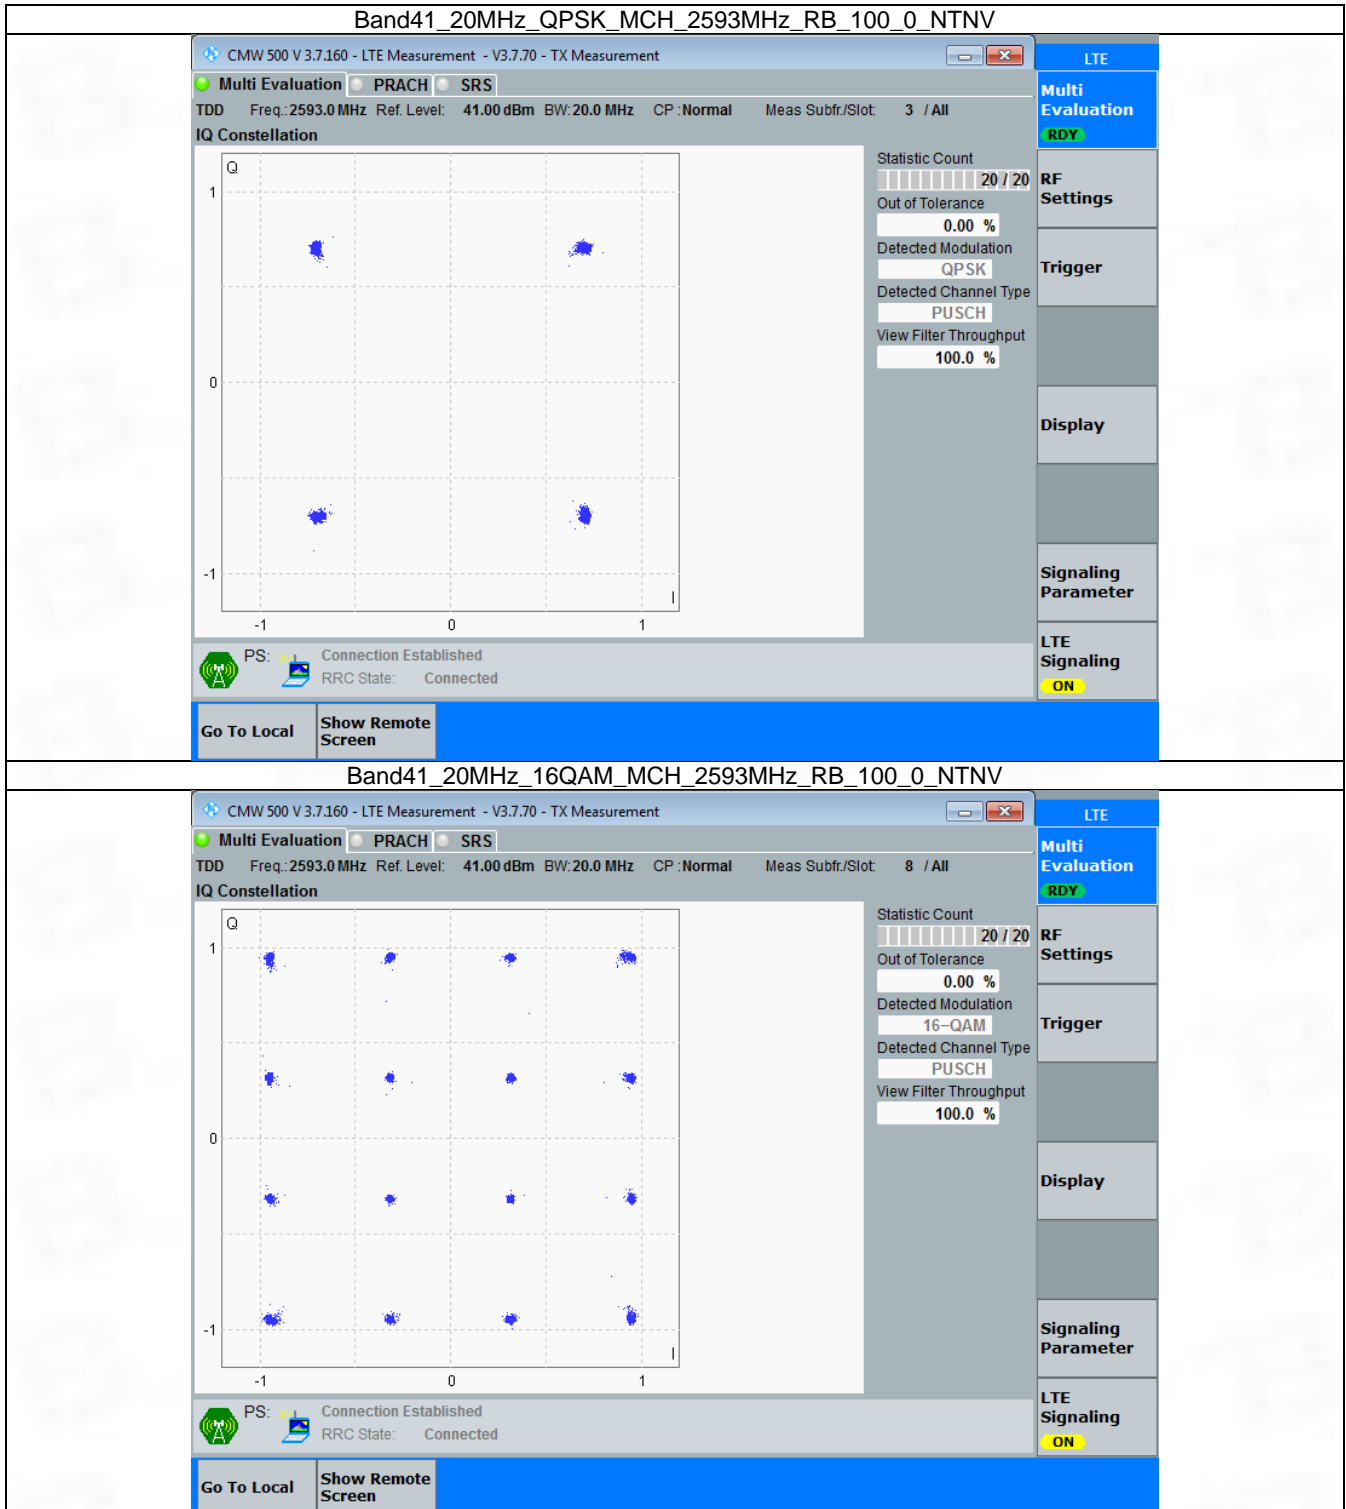 Band41_20MHz_QPSK_MCH_2593MHz_RB_100_0_NTNV
CMW 500 V 3.7.160 - LTE Measurement - V3.7.70 - TX Measurement
LTE
Multi Evaluation PRACH SRS
TDD Freg.: 2593.0 MHz Ref. Level: 41.00 dBm BW: 20.0 MHz CP : Normal Meas Subfr./Slot: 3 / All
IQ Constellation
Q
1
0
-1
I
-1 0 1
Statistic Count
20 / 20
Out of Tolerance
0.00 %
Detected Modulation
QPSK
Detected Channel Type
PUSCH
View Filter Throughput
100.0 %
Multi
Evaluation
RDY
RF
Settings
Trigger
Display
Signaling
Parameter
LTE
Signaling
ON
PS: Connection Established
RRC State: Connected
Go To Local
Show Remote
Screen
Band41_20MHz_16QAM_MCH_2593MHz_RB_100_0_NTNV
CMW 500 V 3.7.160 - LTE Measurement - V3.7.70 - TX Measurement
LTE
Multi Evaluation PRACH SRS
TDD Freq.: 2593.0 MHz Ref. Level: 41.00 dBm BW: 20.0 MHz CP : Normal Meas Subfr./Slot: 8 / All
IQ Constellation
Q
1
0
-1
I
-1 0 1
Statistic Count
20 / 20
Out of Tolerance
0.00 %
Detected Modulation
16-QAM
Detected Channel Type
PUSCH
View Filter Throughput
100.0 %
Multi
Evaluation
RDY
RF
Settings
Trigger
Display
Signaling
Parameter
LTE
Signaling
ON
PS: Connection Established
RRC State: Connected
Go To Local
Show Remote
Screen